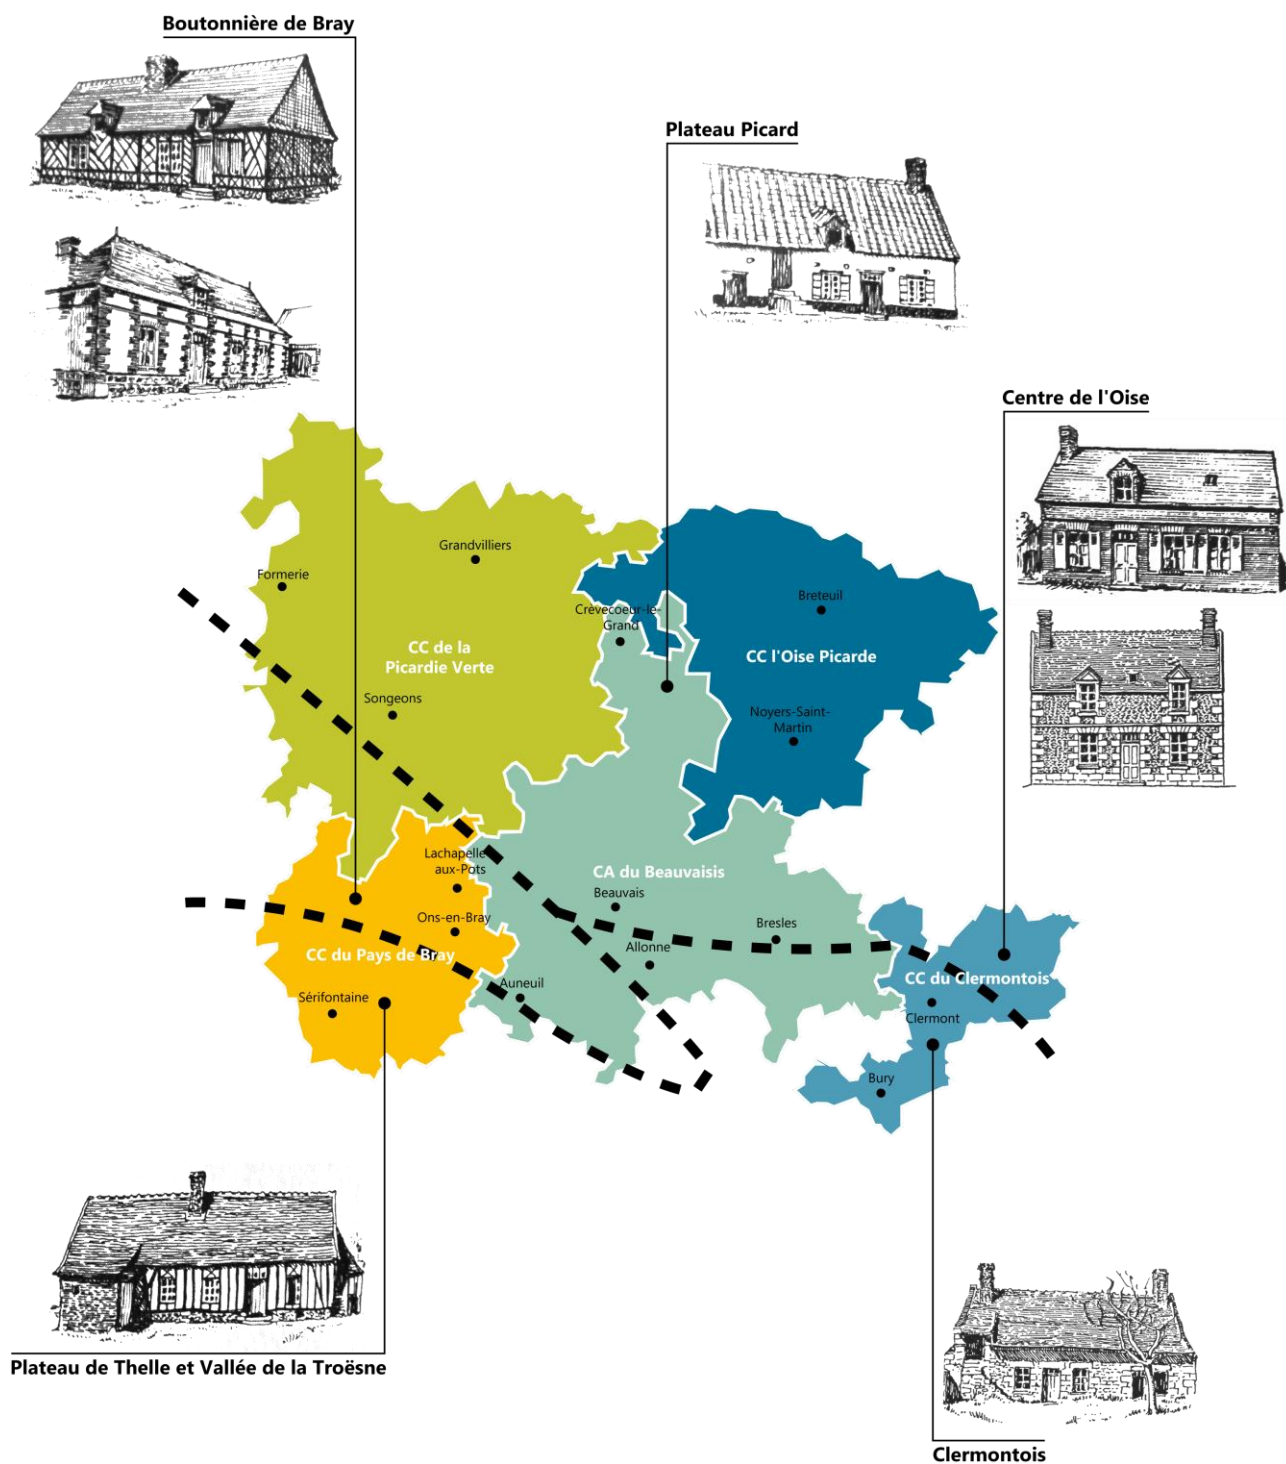 Boutonnière de Bray
Plateau Picard
Centre de l'Oise
Grandvilliers
Formerie
Breteuil
Crèvecoeur-le-
Grand
CC de la
Picardie Verte
CC l'Oise Picarde
Songeons
Noyers-Saint-
Martin
Lachapelle
aux-Pots
CA du Beauvaisis
Beauvais
Ons-en-Bray
Bresles
Allonne
CC du Pays de Bray
CC du Clermontois
Auneuil
Sérifontaine
Clermont
Bury
Plateau de Thelle et Vallée de la Troësne
Clermontois